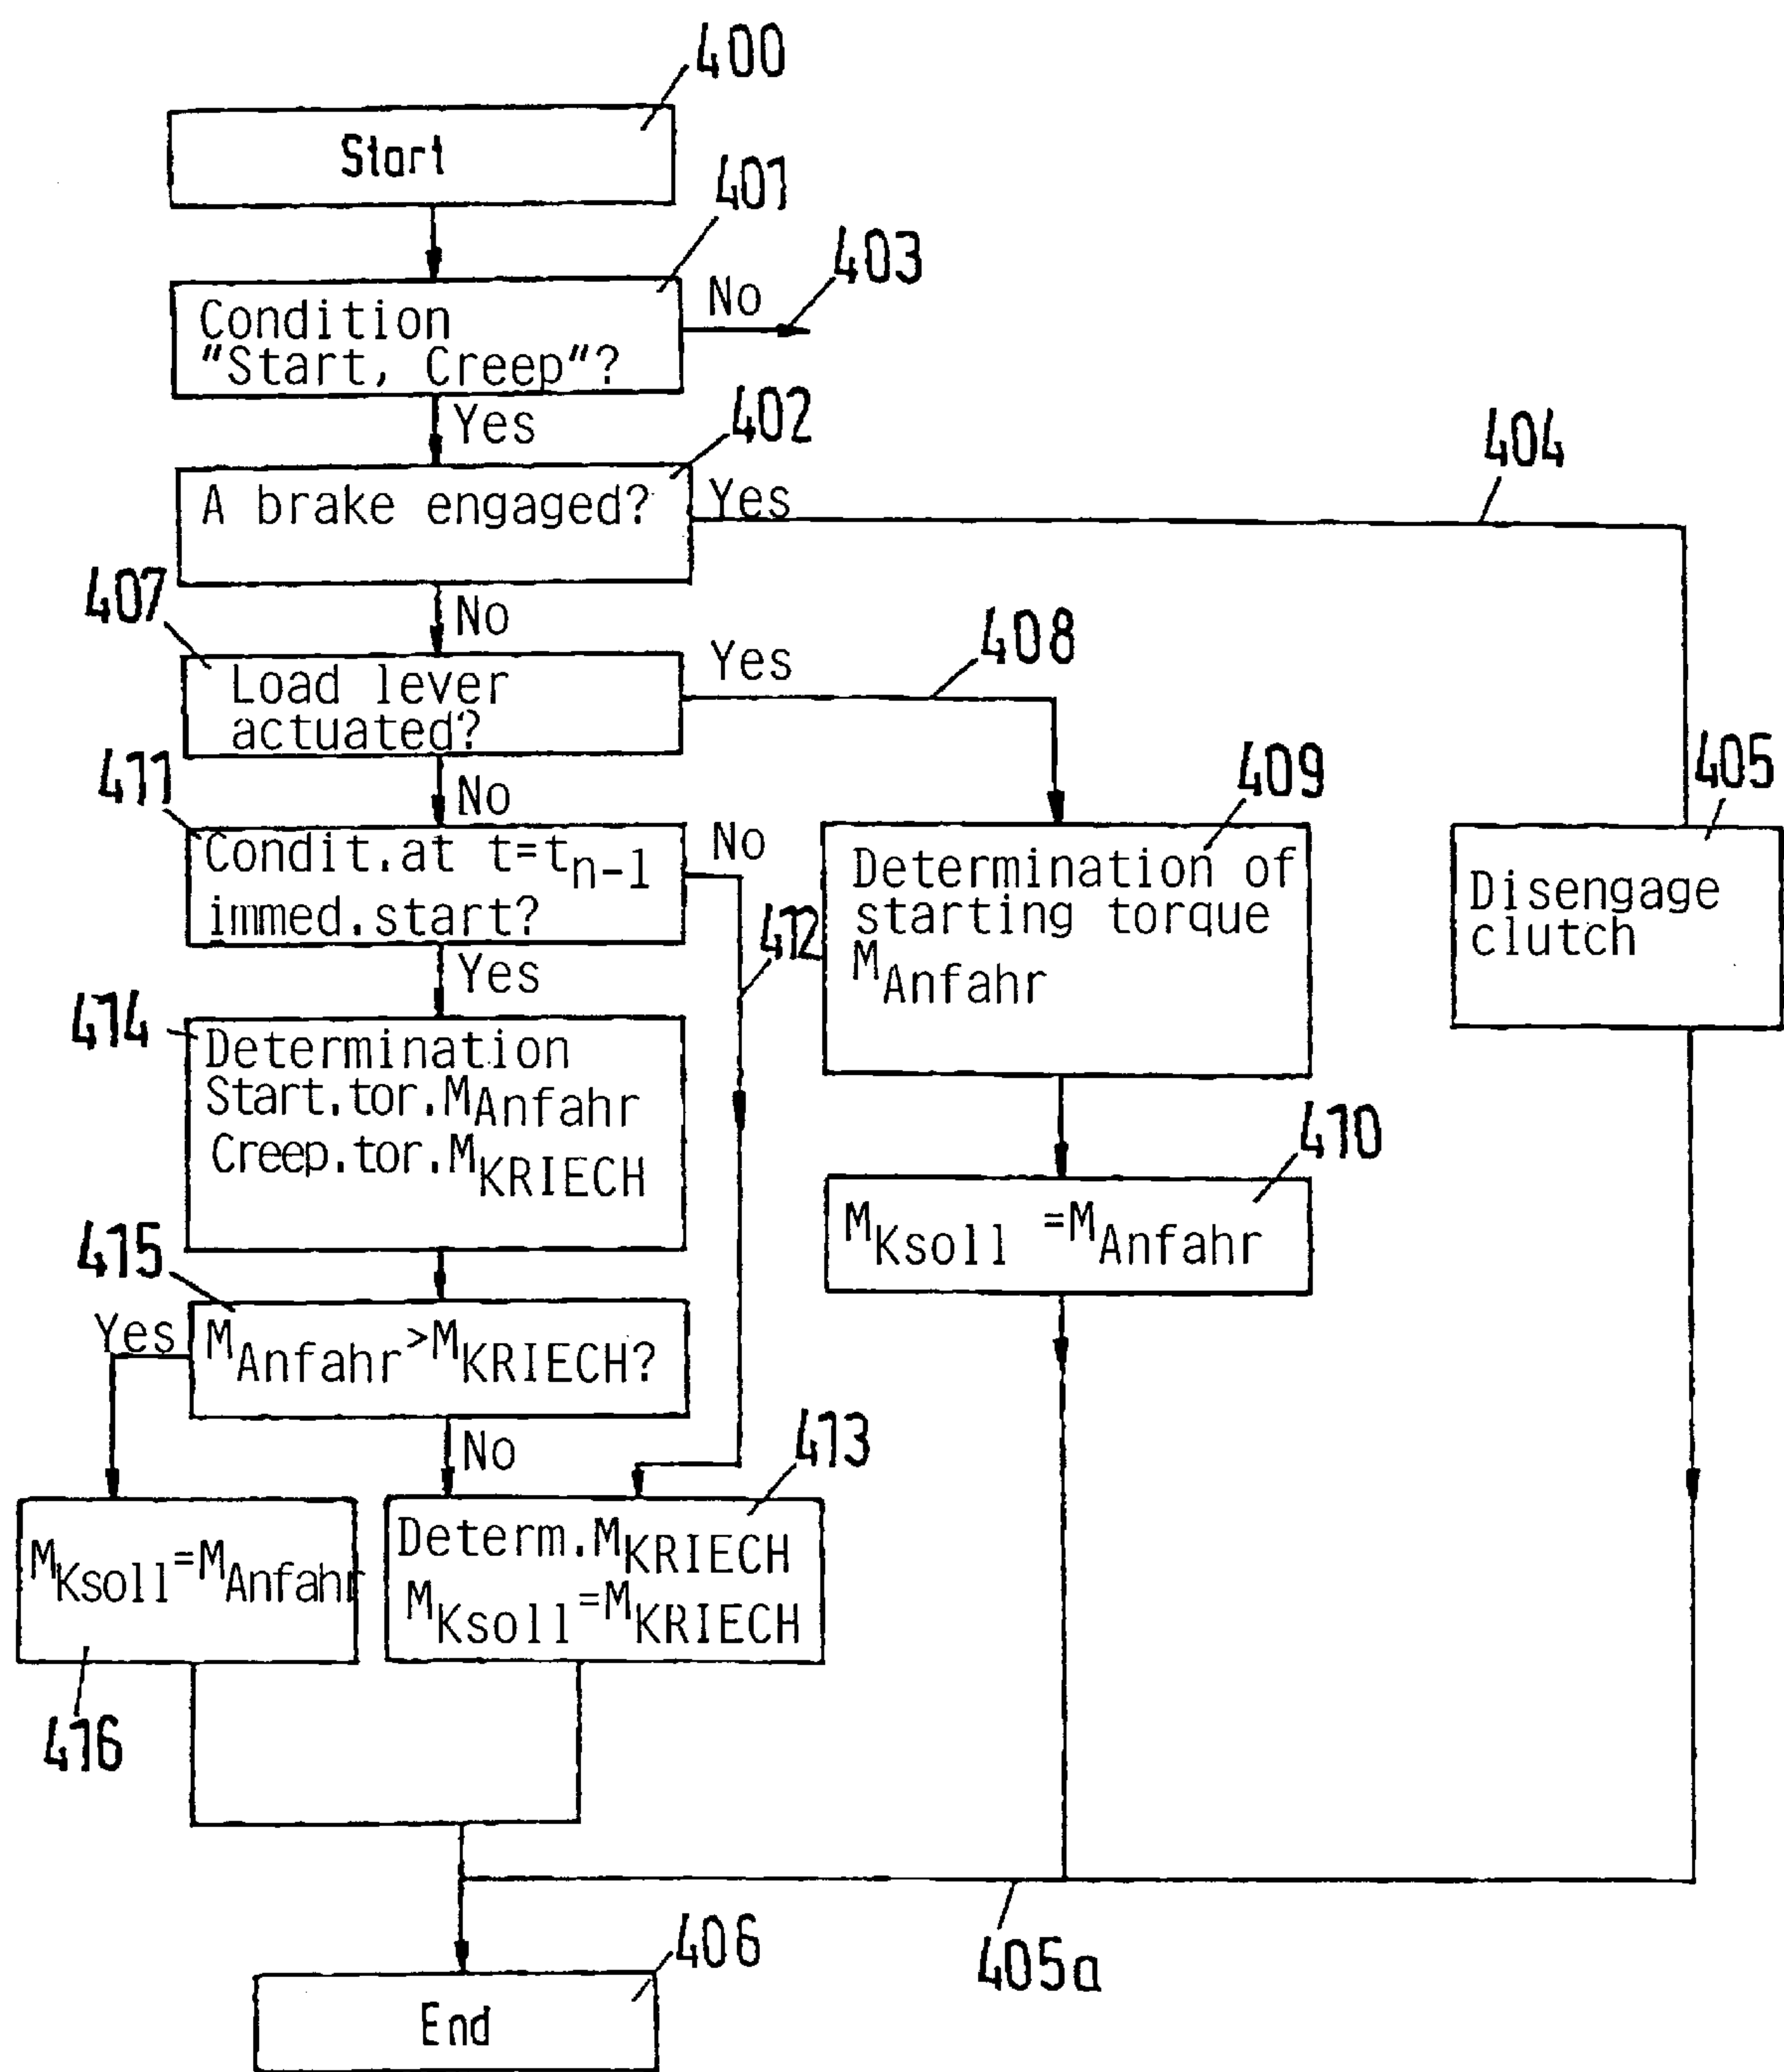 400
Start
401
403
No
Condition
"Start, Creep"?
Yes
402
404
A brake engaged?
Yes
407
No
408
Yes
Load lever
actuated?
411
No
409
405
Condit.at t=tn-1
immed.start?
No
412
Determination of
starting torque
MAnfahr
Disengage
clutch
Yes
414
Determination
Start.tor.MAnfahr
Creep.tor.MKRIECH
410
MKsoll =MAnfahr
415
Yes
MAnfahr>MKRIECH?
No
413
MKsoll=MAnfahr
Determ.MKRIECH
MKsoll=MKRIECH
416
406
405a
End